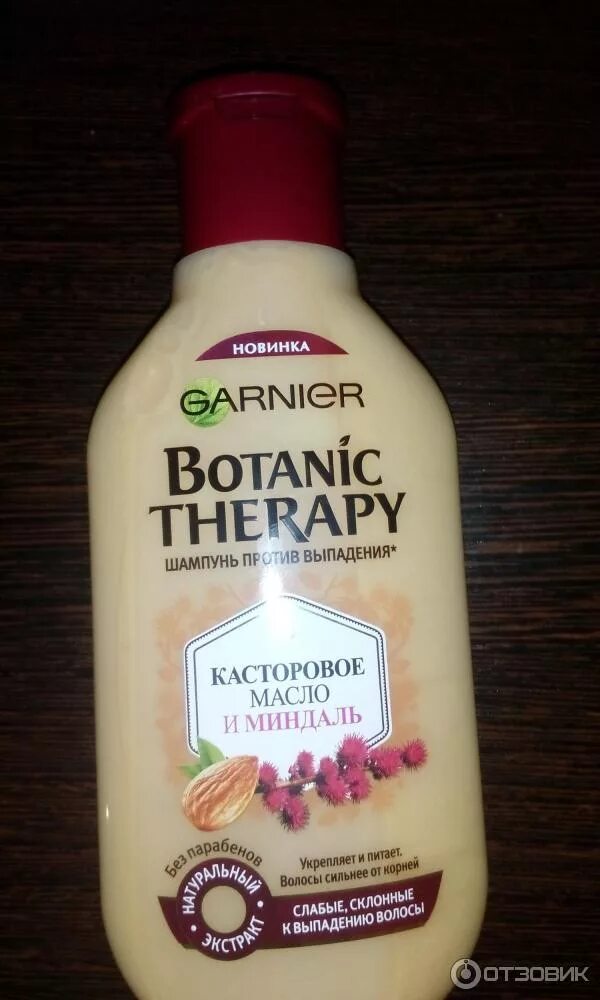 НОВИНКА
GARNIER
BOTANIC
THERAPY
ШАМПУНЬ ПРОТИВ ВЫПАДЕНИЯ*
КАСТОРОВОЕ
МАСЛО
И МИНДАЛЬ
Без парабенов
НАТУРАЛЬНЫЙ
• ЭКСТРАКТ •
Укрепляет и питает.
Волосы сильнее от корней
СЛАБЫЕ, СКЛОННЫЕ
К ВЫПАДЕНИЮ ВОЛОСЫ
ОТЗОВИК